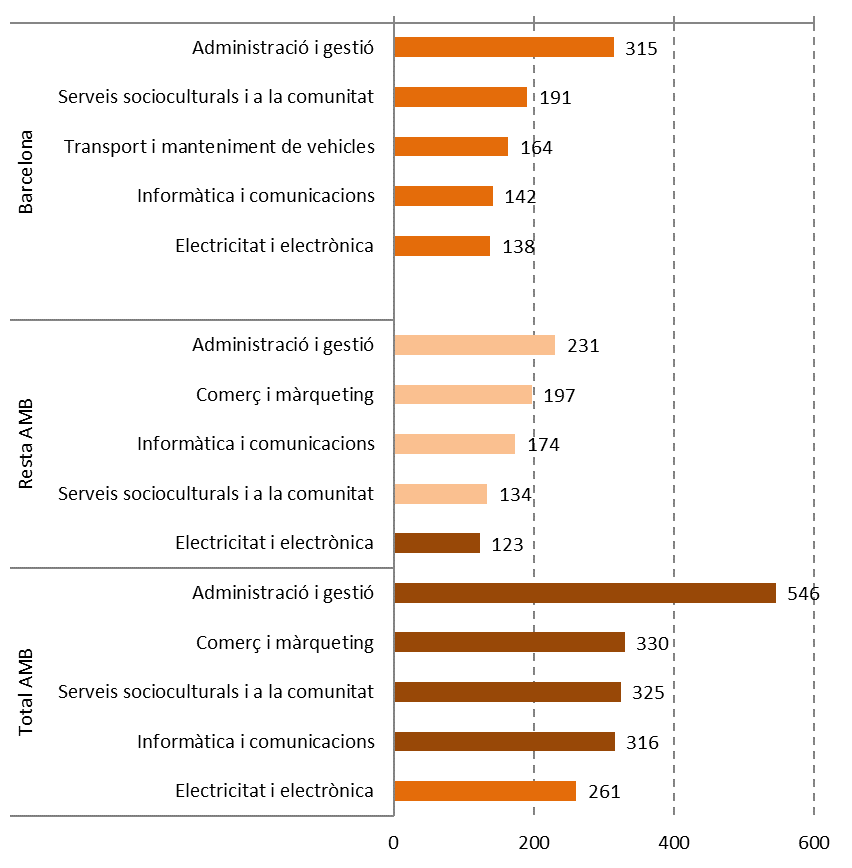 Barcelona
Administració i gestió 315
Serveis socioculturals i a la comunitat 191
Transport i manteniment de vehicles 164
Informàtica i comunicacions 142
Electricitat i electrònica 138
Resta AMB
Administració i gestió 231
Comerç i màrqueting 197
Informàtica i comunicacions 174
Serveis socioculturals i a la comunitat 134
Electricitat i electrònica 123
Total AMB
Administració i gestió 546
Comerç i màrqueting 330
Serveis socioculturals i a la comunitat 325
Informàtica i comunicacions 316
Electricitat i electrònica 261
0 200 400 600